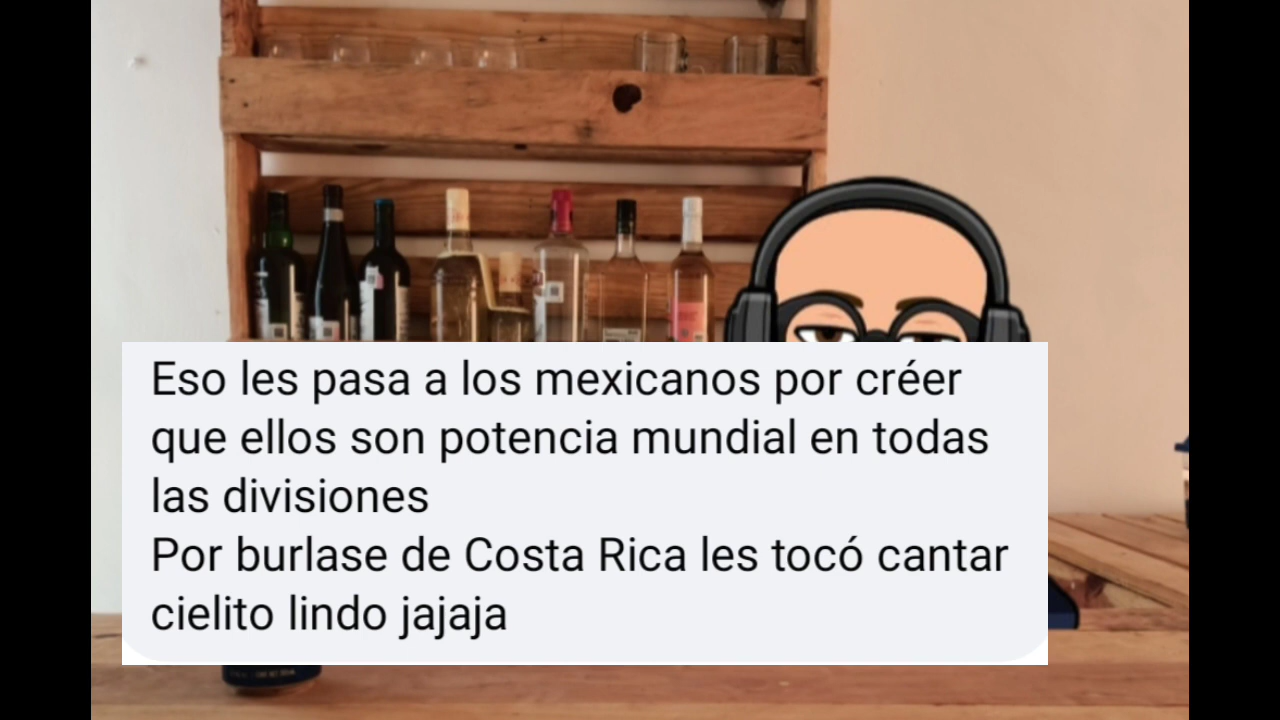 Eso les pasa a los mexicanos por créer
que ellos son potencia mundial en todas
las divisiones
Por burlase de Costa Rica les tocó cantar
cielito lindo jajaja